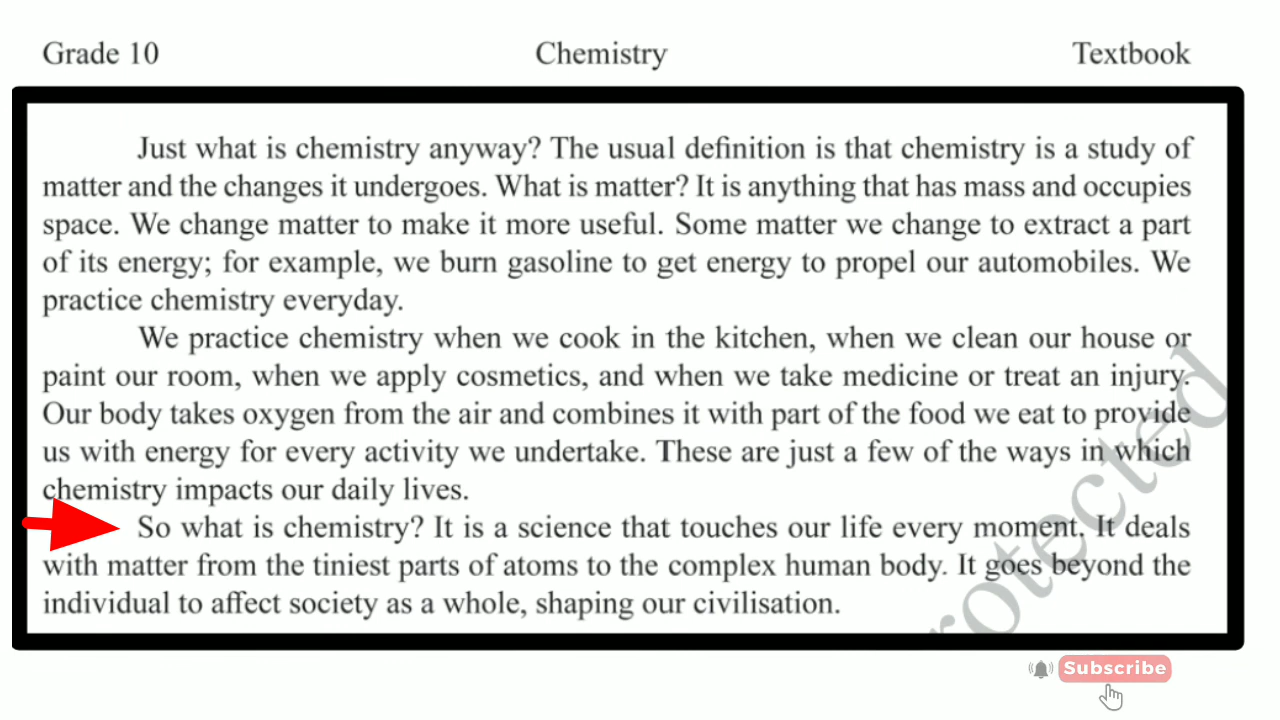 Grade 10 Chemistry Textbook
Just what is chemistry anyway? The usual definition is that chemistry is a study of
matter and the changes it undergoes. What is matter? It is anything that has mass and occupies
space. We change matter to make it more useful. Some matter we change to extract a part
of its energy; for example, we burn gasoline to get energy to propel our automobiles. We
practice chemistry everyday.
We practice chemistry when we cook in the kitchen, when we clean our house or
paint our room, when we apply cosmetics, and when we take medicine or treat an injury.
Our body takes oxygen from the air and combines it with part of the food we eat to provide
us with energy for every activity we undertake. These are just a few of the ways in which
chemistry impacts our daily lives.
So what is chemistry? It is a science that touches our life every moment. It deals
with matter from the tiniest parts of atoms to the complex human body. It goes beyond the
individual to affect society as a whole, shaping our civilisation.
rotected
Subscribe